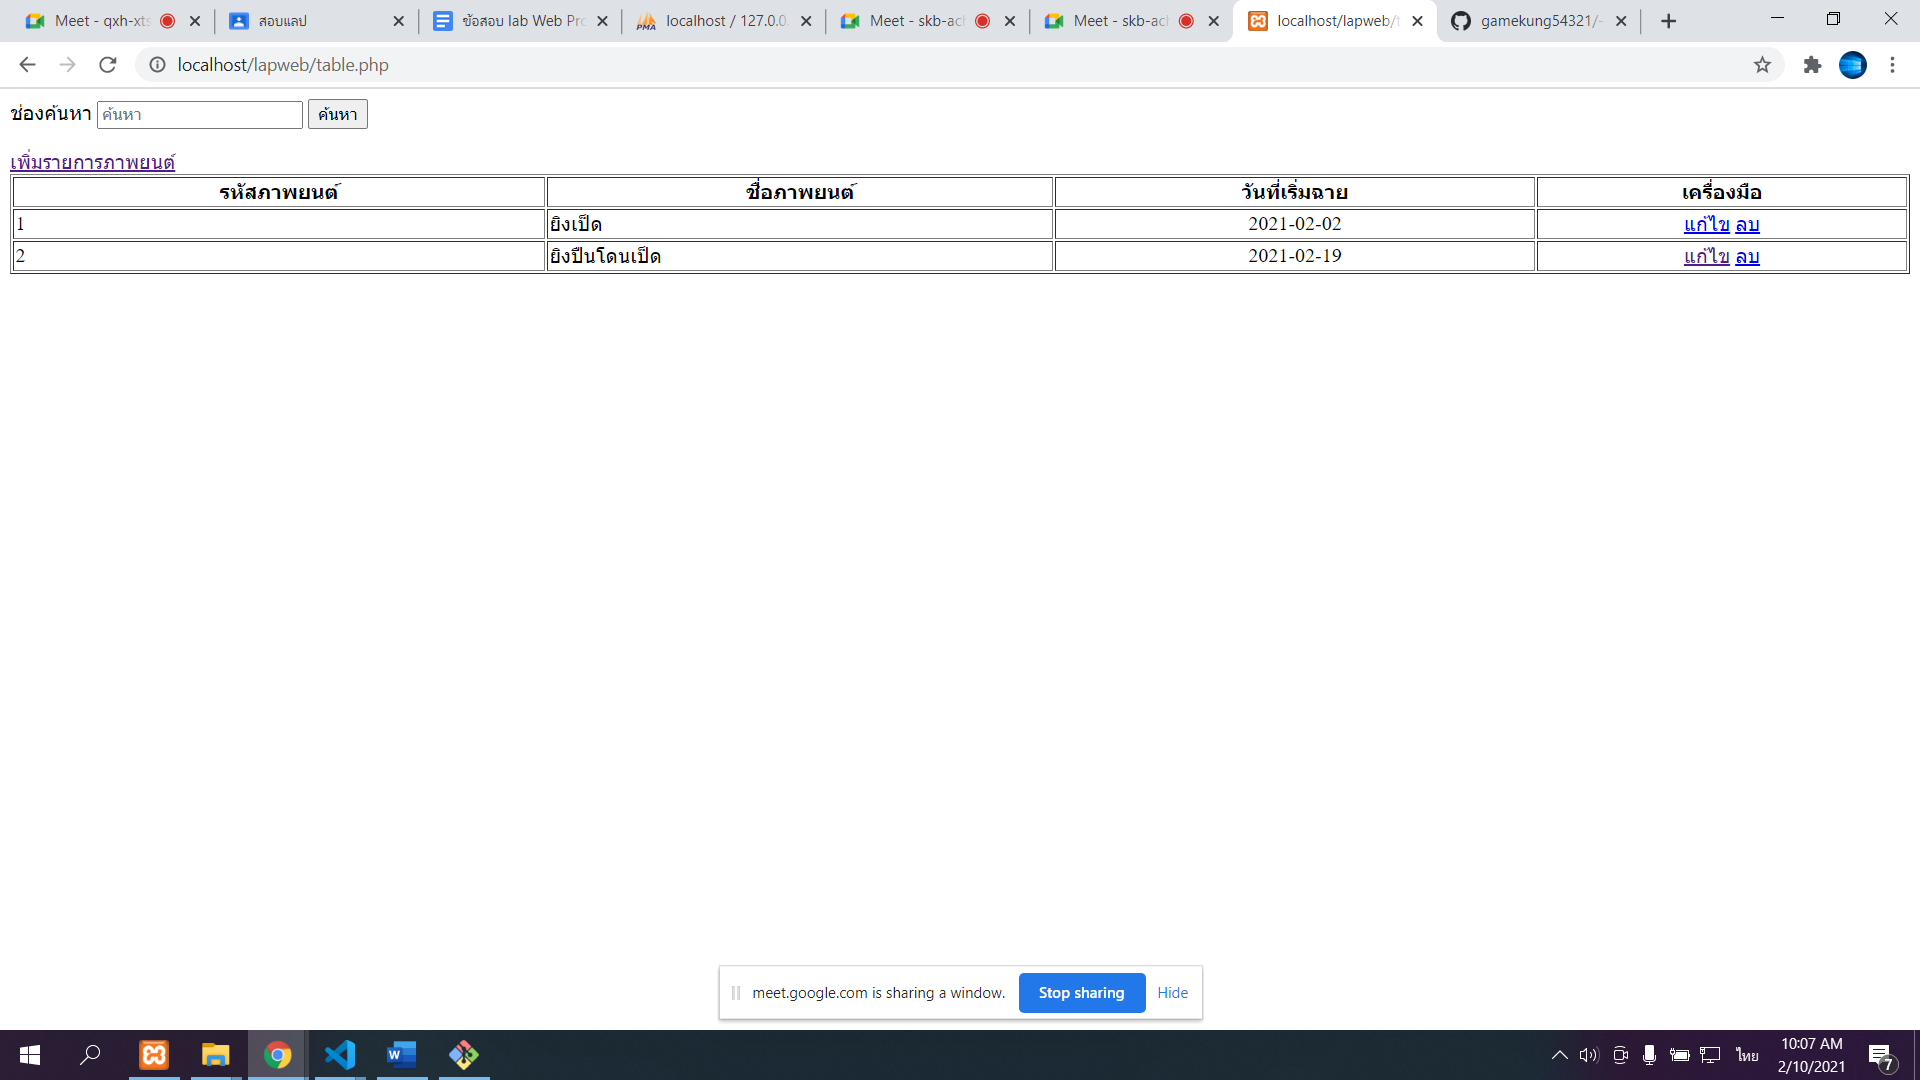 Meet - qxh-xts
สอบแลป
ข้อสอบ lab Web Pro
localhost / 127.0.0.
Meet - skb-ach
Meet - skb-ach
localhost/lapweb/t
gamekung54321/-
localhost/lapweb/table.php
ช่องค้นหา ค้นหา ค้นหา
เพิ่มรายการภาพยนต์
รหัสภาพยนต์ ชื่อภาพยนต์ วันที่เริ่มฉาย เครื่องมือ
1 ยิงเป็ด 2021-02-02 แก้ไข ลบ
2 ยิงปืนโดนเป็ด 2021-02-19 แก้ไข ลบ
meet.google.com is sharing a window. Stop sharing Hide
ไทย
10:07 AM
2/10/2021
7